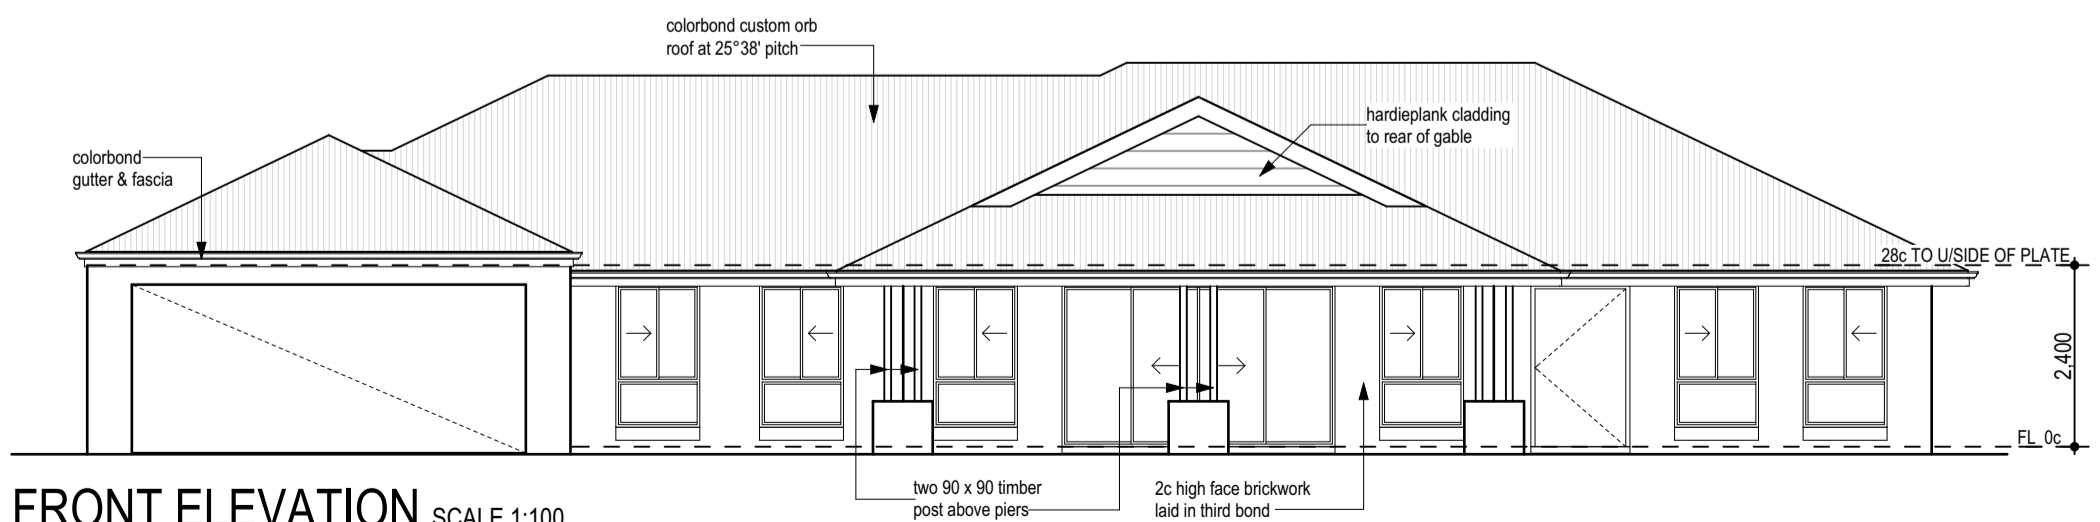 colorbond custom orb
roof at 25°38' pitch
hardieplank cladding
to rear of gable
colorbond
gutter & fascia
28c TO U/SIDE OF PLATE
2,400
FL 0c
two 90 x 90 timber
post above piers
2c high face brickwork
laid in third bond
FRONT ELEVATION SCALE 1:100